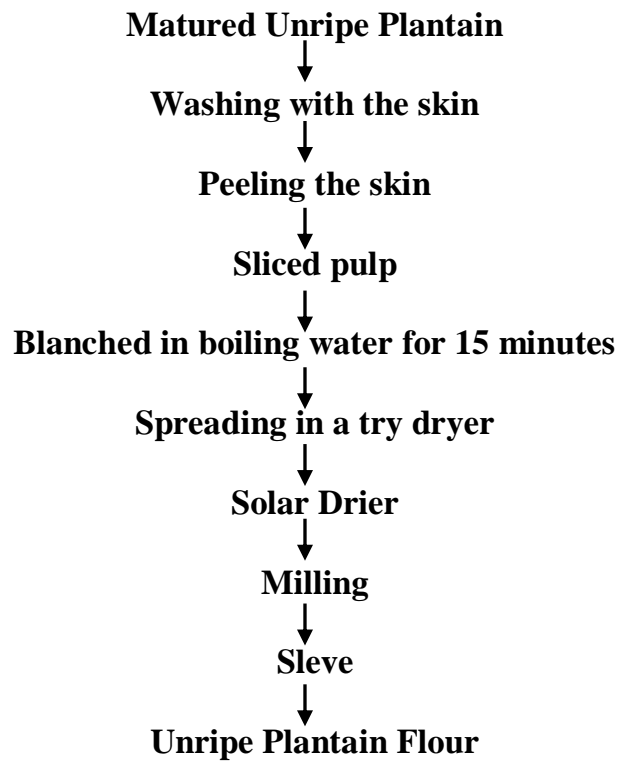 Matured Unripe Plantain
Washing with the skin
Peeling the skin
Sliced pulp
Blanched in boiling water for 15 minutes
Spreading in a try dryer
Solar Drier
Milling
Sleve
Unripe Plantain Flour